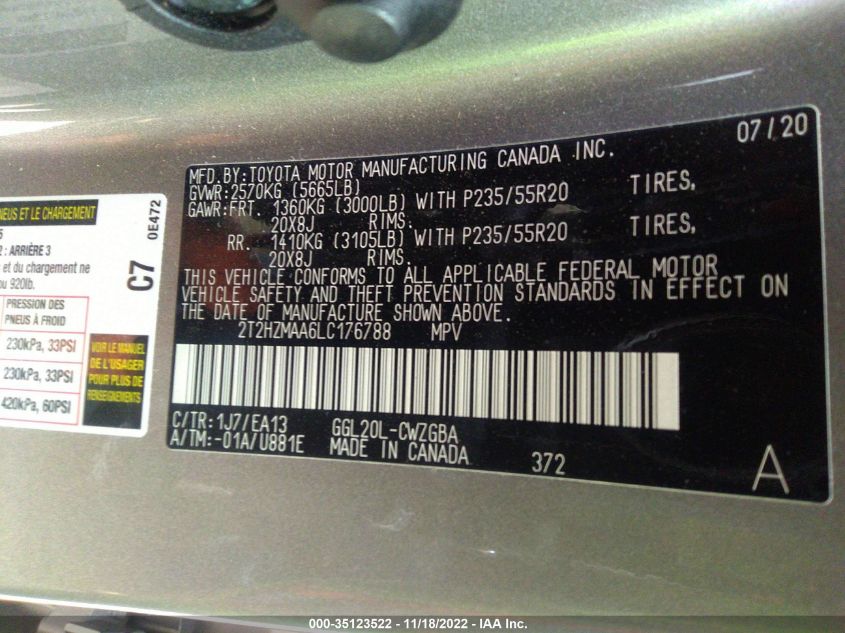 07/20
MFD.BY:TOYOTA MOTOR MANUFACTURING CANADA INC.
GVWR:2570KG (5665LB)
GAWR:FRT. 1360KG (3000LB) WITH P235/55R20 TIRES,
20X8J RIMS.
RR. 1410KG (3105LB) WITH P235/55R20 TIRES,
20X8J RIMS.
THIS VEHICLE CONFORMS TO ALL APPLICABLE FEDERAL MOTOR
VEHICLE SAFETY AND THEFT PREVENTION STANDARDS IN EFFECT ON
THE DATE OF MANUFACTURE SHOWN ABOVE.
2T2HZMAA6LC176788 MPV
C/TR:1J7/EA13 GGL20L-CWZGBA
A/TM:-01A/U881E MADE IN CANADA
372
A
PNEUS ET LE CHARGEMENT
5
2 : ARRIÈRE 3
et du chargement ne
ou 920lb.
PRESSION DES
PNEUS À FROID
230kPa, 33PSI
230kPa, 33PSI
420kPa, 60PSI
VOIR LE MANUEL
DE L'USAGER
POUR PLUS DE
RENSEIGNEMENTS
C7
0E472
000-35123522 - 11/18/2022 - IAA Inc.